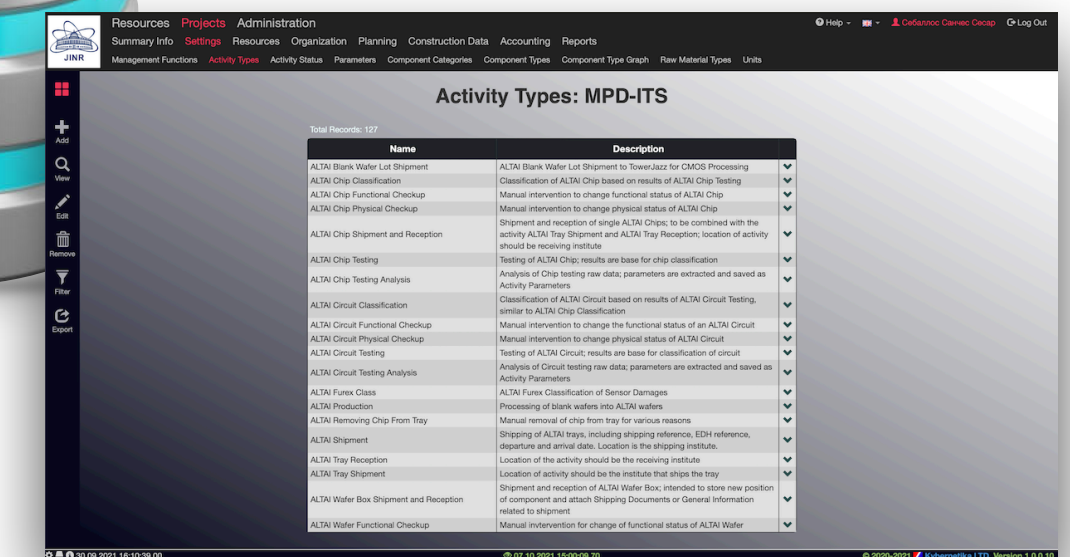 Resources Projects Administration
Help
Себаллос Санчес Сесар
Log Out
Summary Info Settings Resources Organization Planning Construction Data Accounting Reports
JINR
Management Functions Activity Types Activity Status Parameters Component Categories Component Types Component Type Graph Raw Material Types Units
Activity Types: MPD-ITS
Add
View
Edit
Remove
Filter
Export
Total Records: 127
Name Description
ALTAI Blank Wafer Lot Shipment ALTAI Blank Wafer Lot Shipment to TowerJazz for CMOS Processing
ALTAI Chip Classification Classification of ALTAI Chip based on results of ALTAI Chip Testing
ALTAI Chip Functional Checkup Manual intervention to change functional status of ALTAI Chip
ALTAI Chip Physical Checkup Manual intervention to change physical status of ALTAI Chip
ALTAI Chip Shipment and Reception Shipment and reception of single ALTAI Chips; to be combined with the
activity ALTAI Tray Shipment and ALTAI Tray Reception; location of activity
should be receiving institute
ALTAI Chip Testing Testing of ALTAI Chip; results are base for chip classification
ALTAI Chip Testing Analysis Analysis of Chip testing raw data; parameters are extracted and saved as
Activity Parameters
ALTAI Circuit Classification Classification of ALTAI Circuit based on results of ALTAI Circuit Testing,
similar to ALTAI Chip Classification
ALTAI Circuit Functional Checkup Manual intervention to change the functional status of an ALTAI Circuit
ALTAI Circuit Physical Checkup Manual intervention to change physical status of ALTAI Circuit
ALTAI Circuit Testing Testing of ALTAI Circuit; results are base for classification of circuit
ALTAI Circuit Testing Analysis Analysis of Circuit testing raw data; parameters are extracted and saved as
Activity Parameters
ALTAI Furex Class ALTAI Furex Classification of Sensor Damages
ALTAI Production Processing of blank wafers into ALTAI wafers
ALTAI Removing Chip From Tray Manual removal of chip from tray for various reasons
ALTAI Shipment Shipping of ALTAI trays, including shipping reference, EDH reference,
departure and arrival date. Location is the shipping institute.
ALTAI Tray Reception Location of the activity should be the receiving institute
ALTAI Tray Shipment Location of activity should be the institute that ships the tray
ALTAI Wafer Box Shipment and Reception Shipment and reception of ALTAI Wafer Box; intended to store new position
of component and attach Shipping Documents or General Information
related to shipment
ALTAI Wafer Functional Checkup Manual invtervention for change of functional status of ALTAI Wafer
30.09.2021 16:10:39.00
07.10.2021 15:00:09.70
© 2020-2021 Kybernetika LTD. Version 1.0.0.10